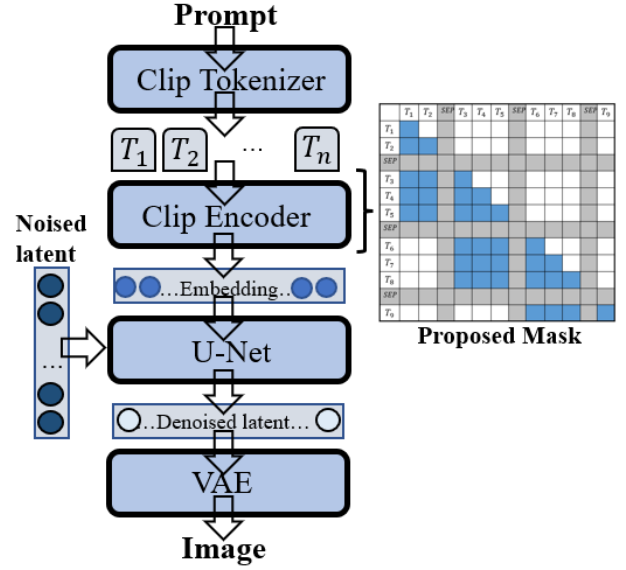 Prompt
Clip Tokenizer
T1 T2 ... Tn
Clip Encoder
Noised
latent
...Embedding..
...
U-Net
..Denoised latent...
VAE
Image
T1 T2 SEP T3 T4 T5 SEP T6 T7 T8 SEP T9
T1
T2
SEP
T3
T4
T5
SEP
T6
T7
T8
SEP
T9
Proposed Mask